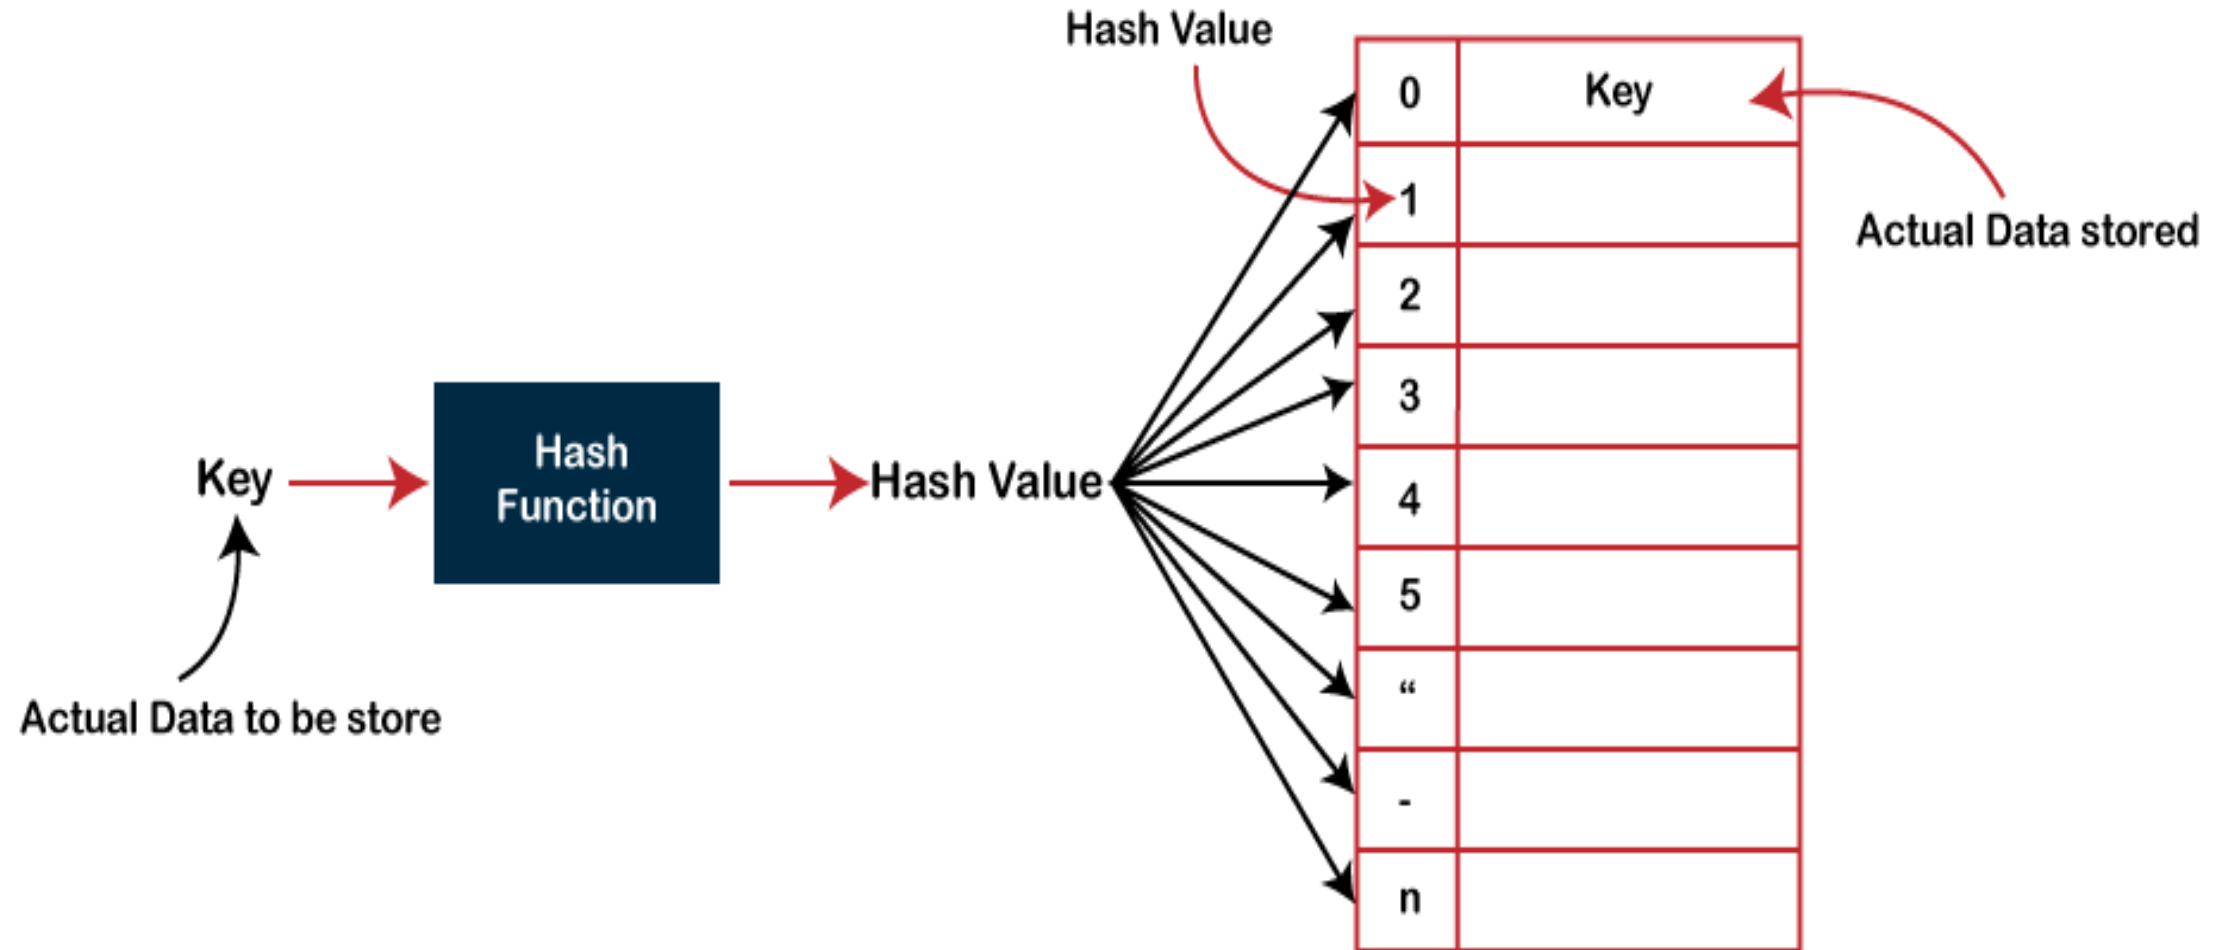 Hash Value
0 Key
1
Actual Data stored
2
3
Key
Hash
Function
Hash Value
4
5
“
Actual Data to be store
-
n